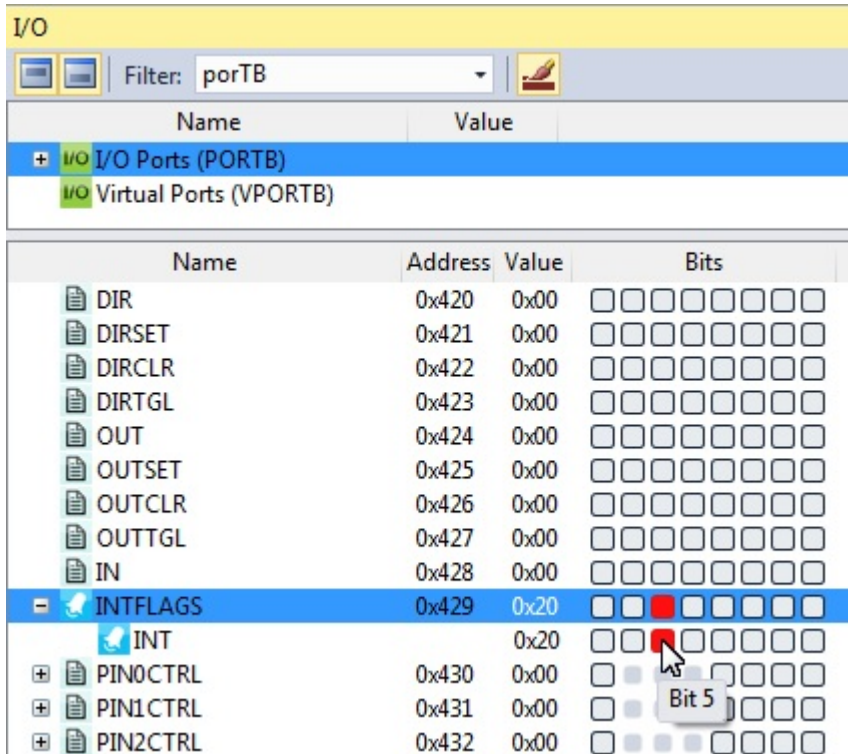 I/O
Filter: porTB
Name Value
I/O I/O Ports (PORTB)
I/O Virtual Ports (VPORTB)
Name Address Value Bits
DIR 0x420 0x00
DIRSET 0x421 0x00
DIRCLR 0x422 0x00
DIRTGL 0x423 0x00
OUT 0x424 0x00
OUTSET 0x425 0x00
OUTCLR 0x426 0x00
OUTTGL 0x427 0x00
IN 0x428 0x00
INTFLAGS 0x429 0x20
INT 0x20
PIN0CTRL 0x430 0x00
PIN1CTRL 0x431 0x00
Bit 5
PIN2CTRL 0x432 0x00